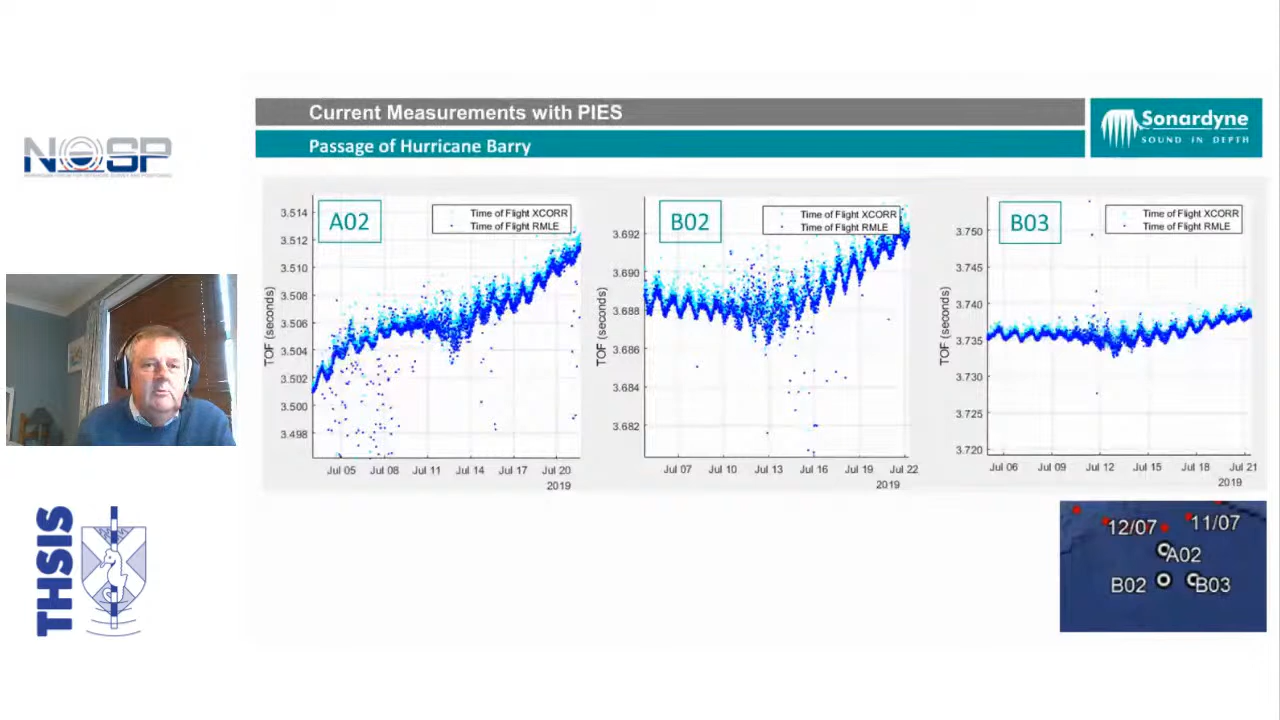 Current Measurements with PIES
Passage of Hurricane Barry
Sonardyne
SOUND IN DEPTH
NOSP
THSIS
A02
Time of Flight XCORR
Time of Flight RMLE
TOF (seconds)
3.514
3.512
3.510
3.508
3.506
3.504
3.502
3.500
3.498
Jul 05 Jul 08 Jul 11 Jul 14 Jul 17 Jul 20
2019
B02
Time of Flight XCORR
Time of Flight RMLE
TOF (seconds)
3.692
3.690
3.688
3.686
3.684
3.682
Jul 07 Jul 10 Jul 13 Jul 16 Jul 19 Jul 22
2019
B03
Time of Flight XCORR
Time of Flight RMLE
TOF (seconds)
3.750
3.745
3.740
3.735
3.730
3.725
3.720
Jul 06 Jul 09 Jul 12 Jul 15 Jul 18 Jul 21
2019
12/07 11/07
A02
B02 B03